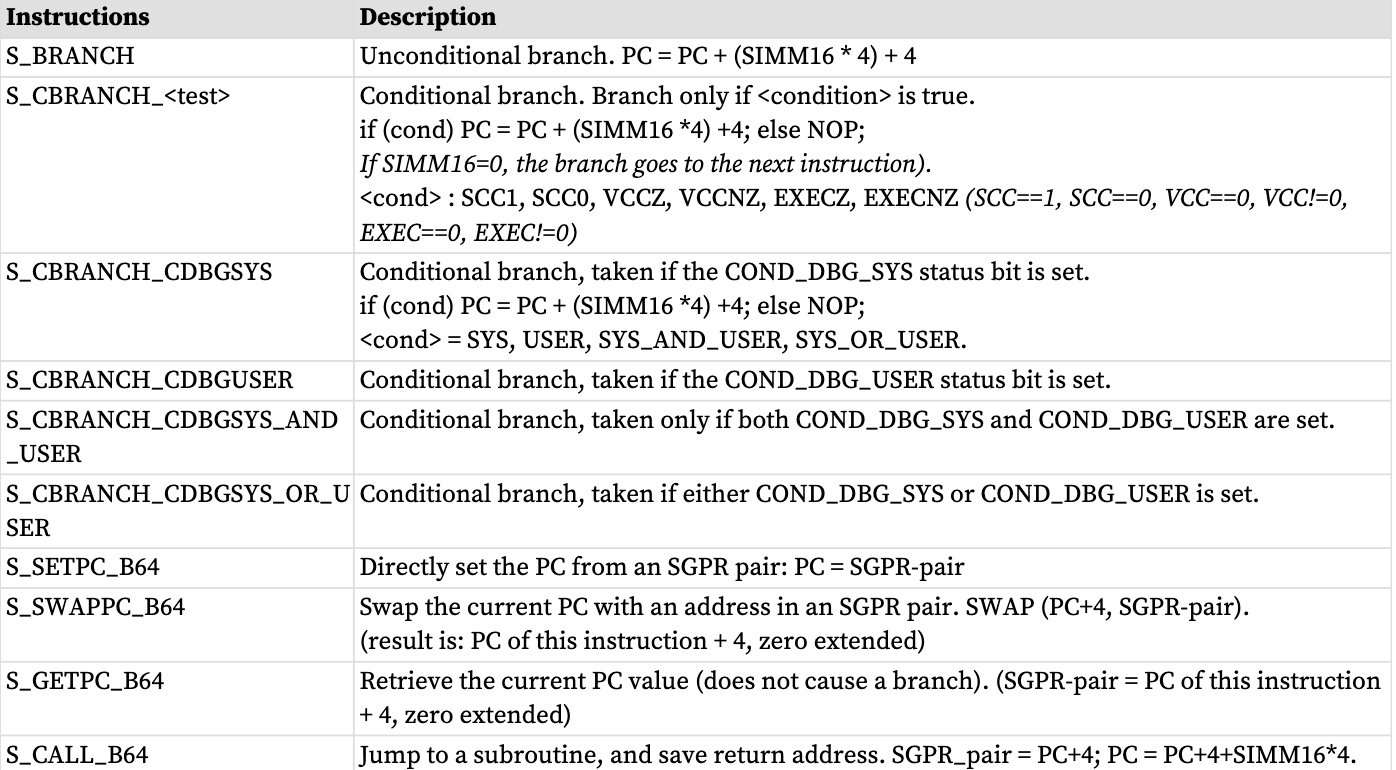 Instructions Description
S_BRANCH Unconditional branch. PC = PC + (SIMM16 * 4) + 4
S_CBRANCH_<test> Conditional branch. Branch only if <condition> is true.
if (cond) PC = PC + (SIMM16 *4) +4; else NOP;
If SIMM16=0, the branch goes to the next instruction).
<cond> : SCC1, SCC0, VCCZ, VCCNZ, EXECZ, EXECNZ (SCC==1, SCC==0, VCC==0, VCC!=0,
EXEC==0, EXEC!=0)
S_CBRANCH_CDBGSYS Conditional branch, taken if the COND_DBG_SYS status bit is set.
if (cond) PC = PC + (SIMM16 *4) +4; else NOP;
<cond> = SYS, USER, SYS_AND_USER, SYS_OR_USER.
S_CBRANCH_CDBGUSER Conditional branch, taken if the COND_DBG_USER status bit is set.
S_CBRANCH_CDBGSYS_AND Conditional branch, taken only if both COND_DBG_SYS and COND_DBG_USER are set.
_USER
S_CBRANCH_CDBGSYS_OR_U Conditional branch, taken if either COND_DBG_SYS or COND_DBG_USER is set.
SER
S_SETPC_B64 Directly set the PC from an SGPR pair: PC = SGPR-pair
S_SWAPPC_B64 Swap the current PC with an address in an SGPR pair. SWAP (PC+4, SGPR-pair).
(result is: PC of this instruction + 4, zero extended)
S_GETPC_B64 Retrieve the current PC value (does not cause a branch). (SGPR-pair = PC of this instruction
+ 4, zero extended)
S_CALL_B64 Jump to a subroutine, and save return address. SGPR_pair = PC+4; PC = PC+4+SIMM16*4.